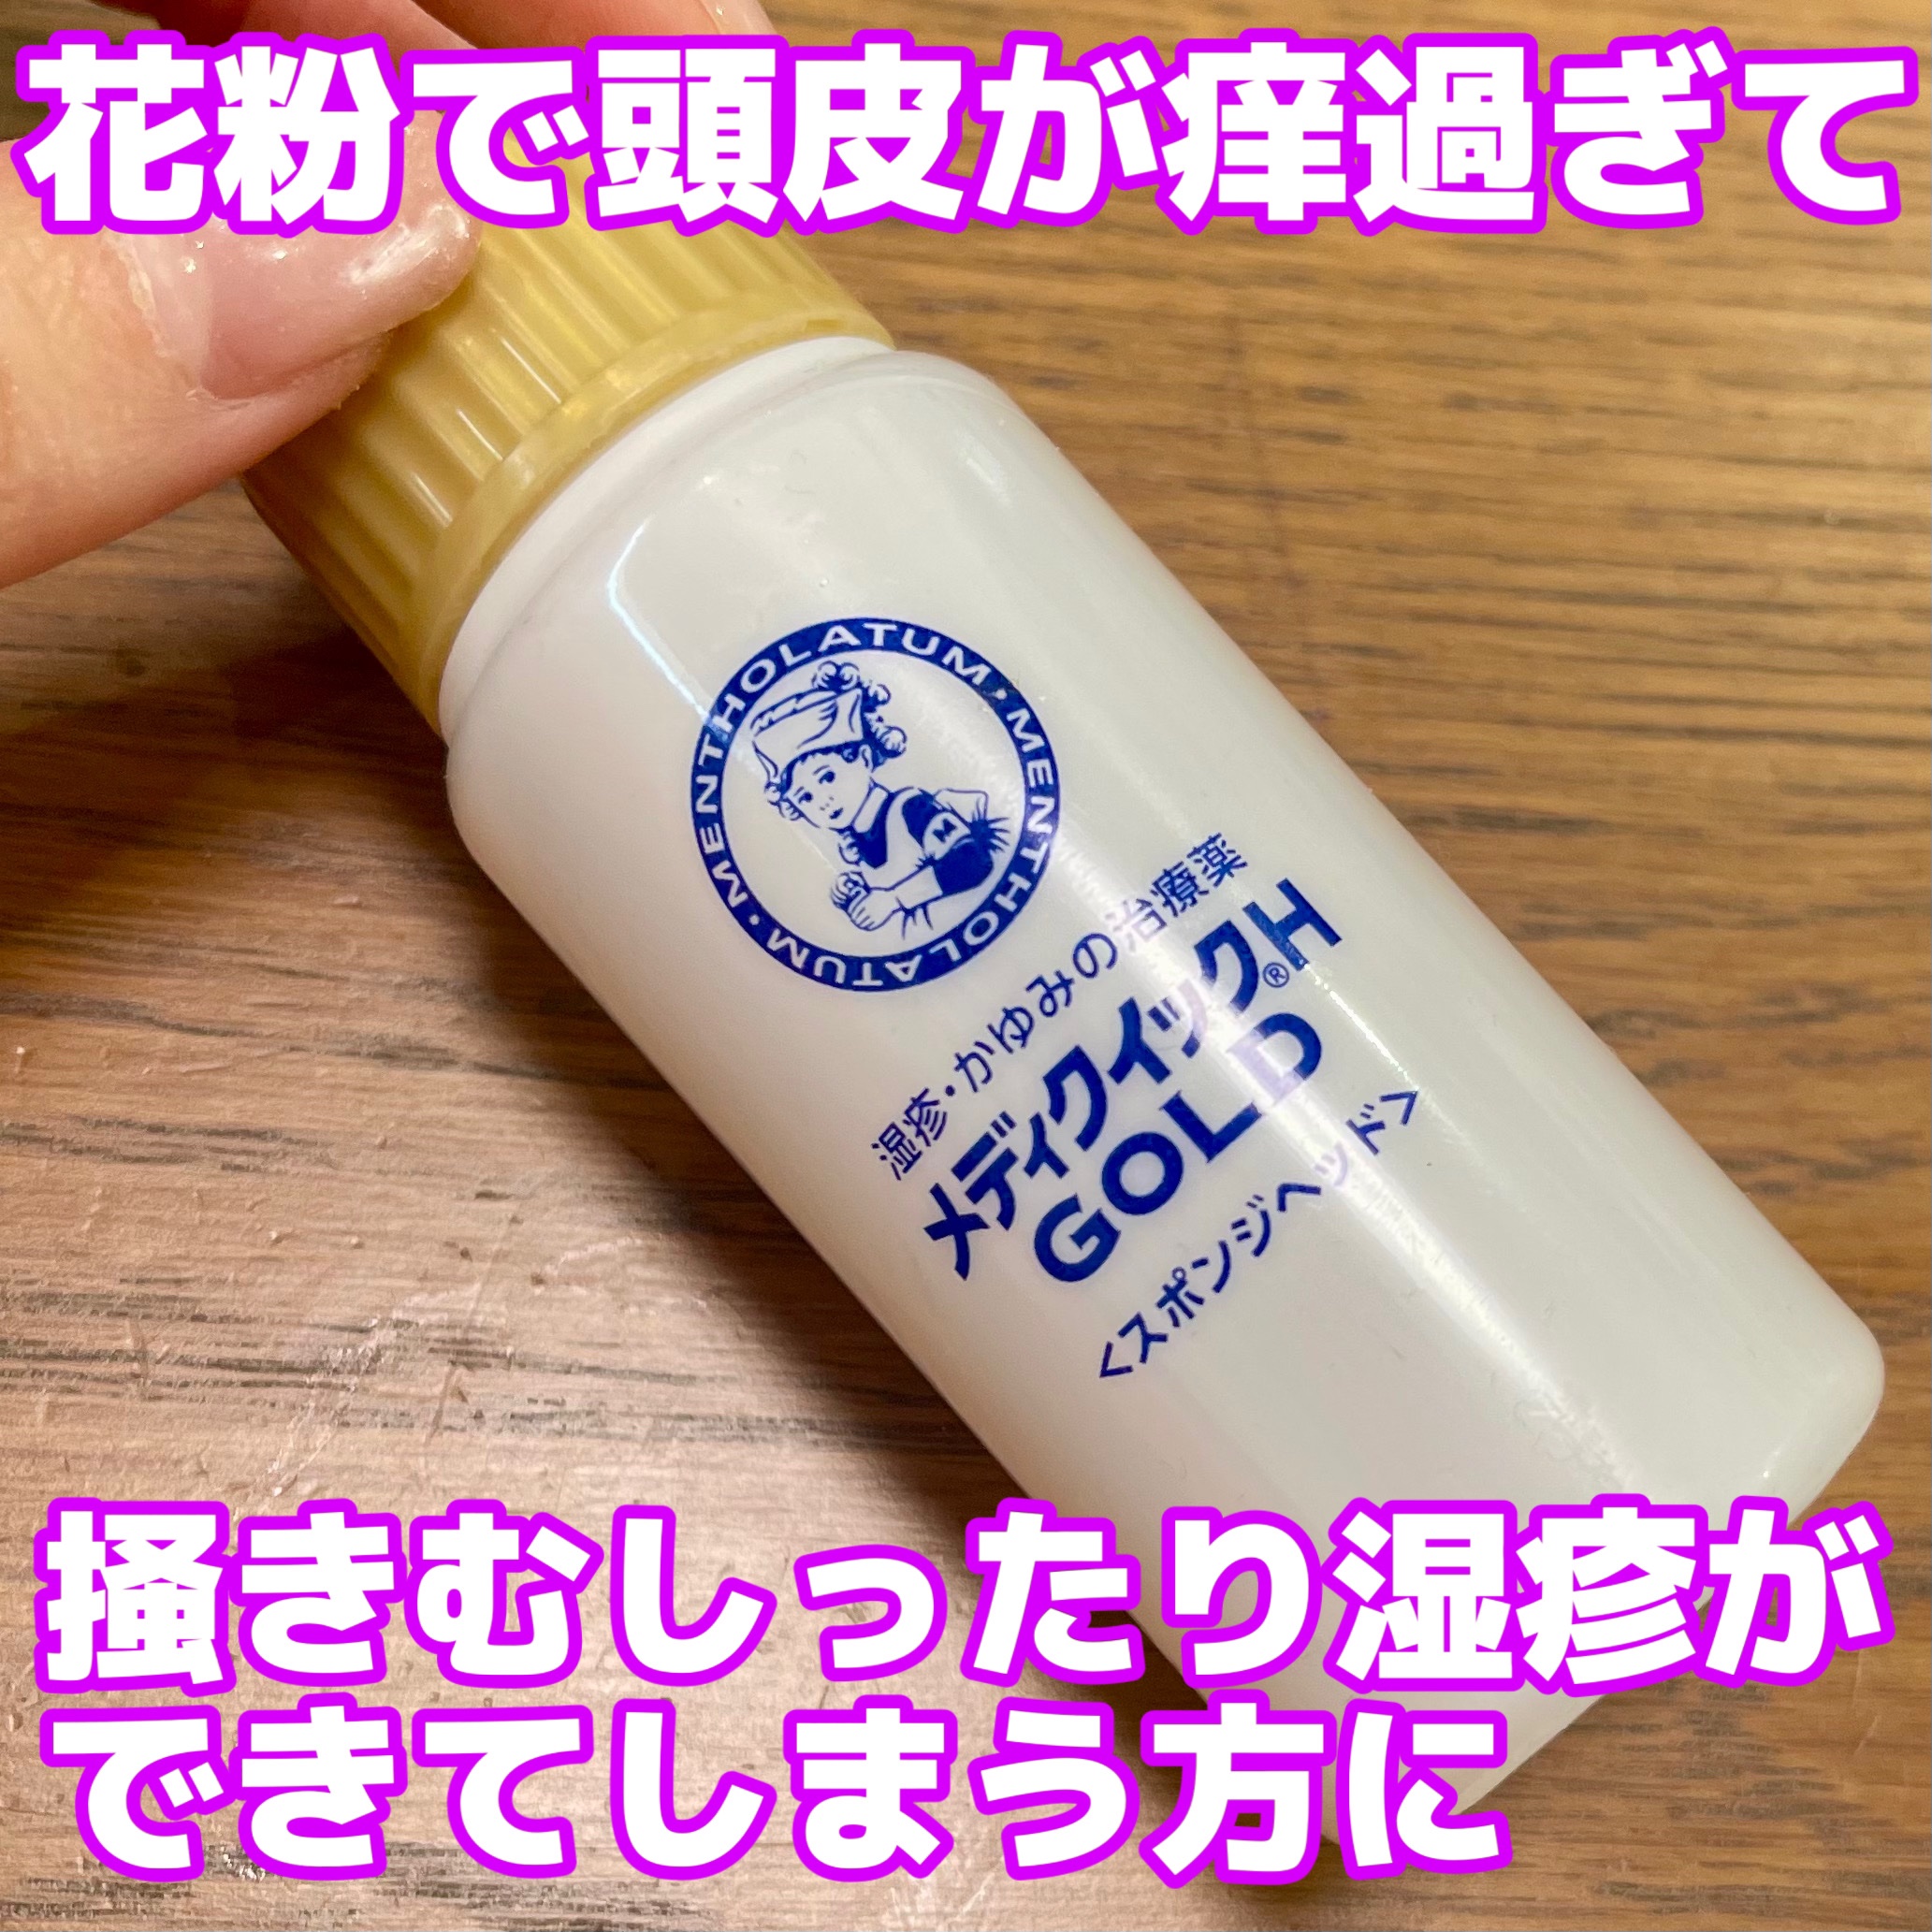 花粉で頭皮が痒過ぎて
MENTHOLATUM・MENTHOLATUM・
湿疹・かゆみの治療薬
メディクイック®H
GOLD
<スポンジヘッド>
掻きむしったり湿疹が
できてしまう方に